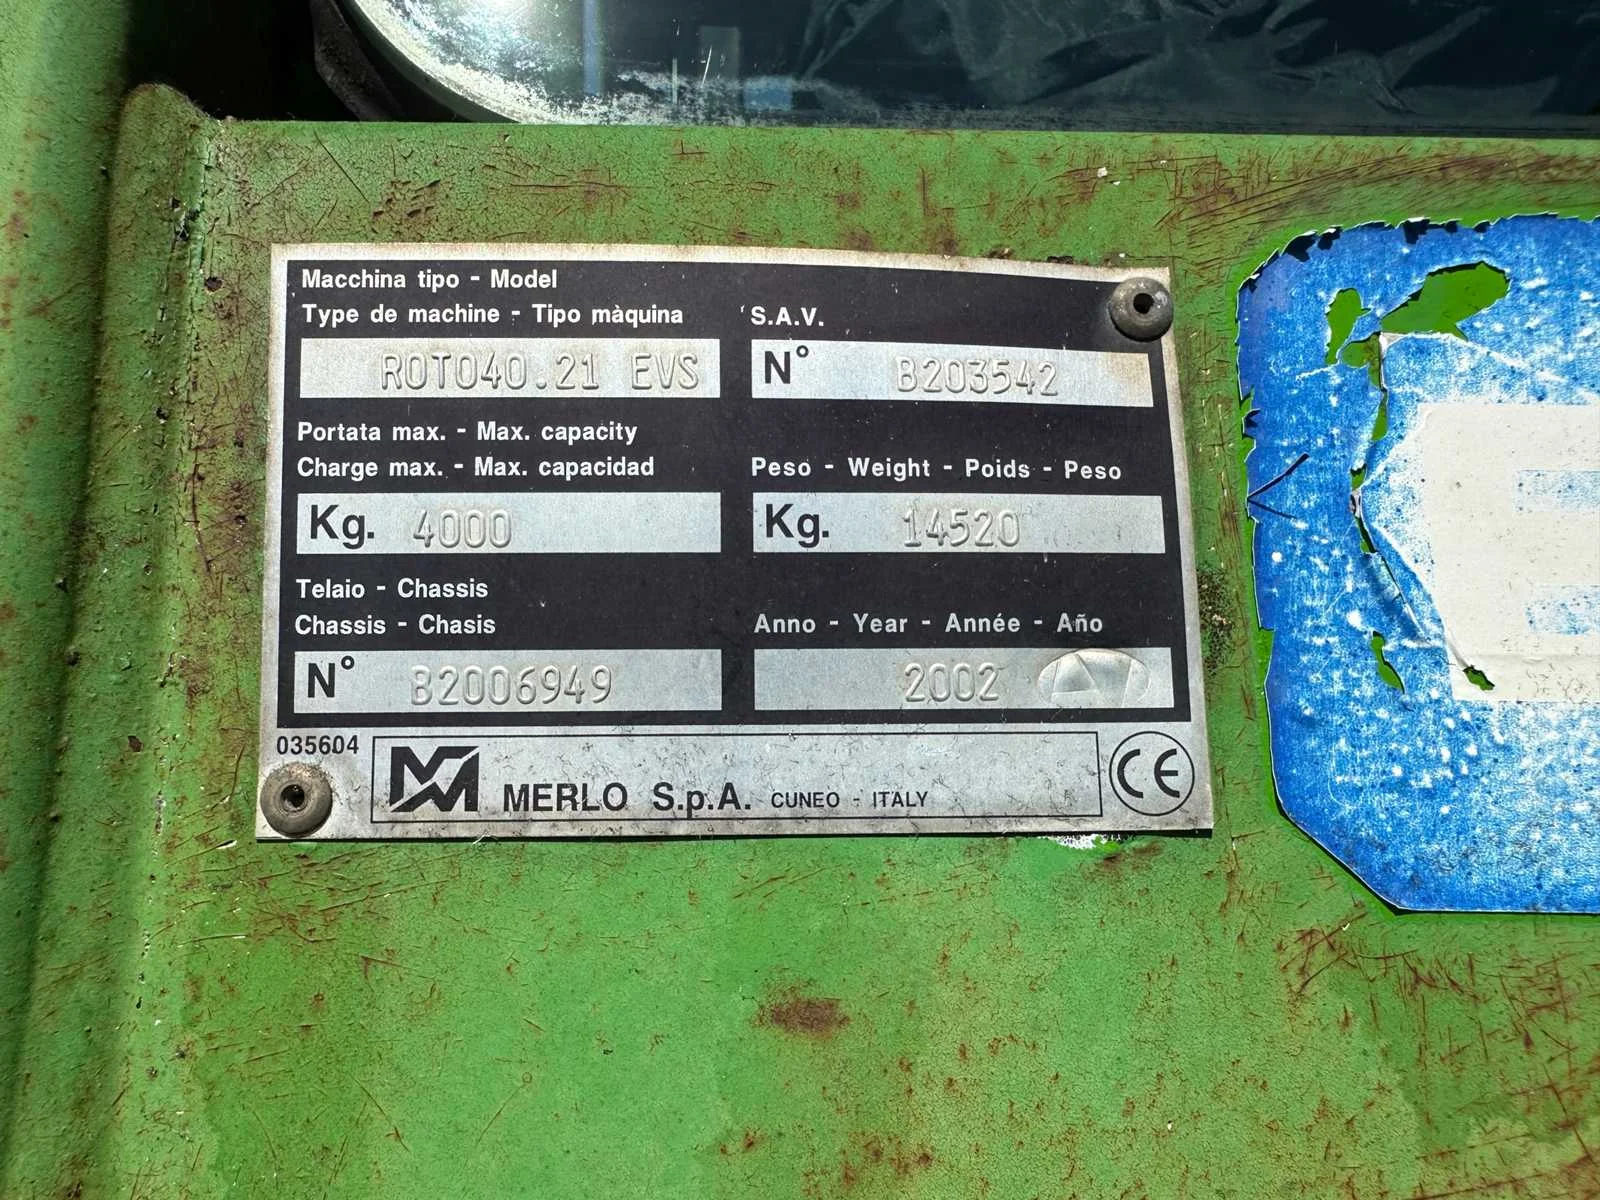 Macchina tipo - Model
Type de machine - Tipo màquina
ROTO40.21 EVS
S.A.V.
N° B203542
Portata max. - Max. capacity
Charge max. - Max. capacidad
Kg. 4000
Peso - Weight - Poids - Peso
Kg. 14520
Telaio - Chassis
Chassis - Chasis
N° B2006949
Anno - Year - Année - Año
2002
035604
MERLO S.p.A. CUNEO - ITALY
CE